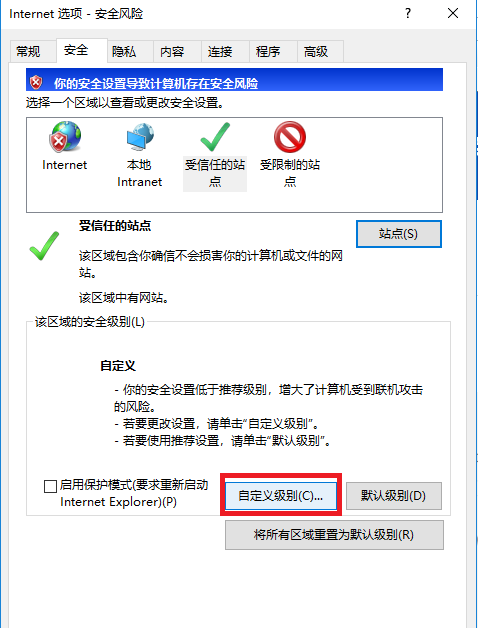 Internet 选项 - 安全风险
?
常规 安全 隐私 内容 连接 程序 高级
你的安全设置导致计算机存在安全风险
选择一个区域以查看或更改安全设置。
Internet
本地
Intranet
受信任的站
点
受限制的站
点
受信任的站点
站点(S)
该区域包含你确信不会损害你的计算机或文件的网
站。
该区域中有网站。
该区域的安全级别(L)
自定义
- 你的安全设置低于推荐级别，增大了计算机受到联机攻击
的风险。
- 若要更改设置，请单击“自定义级别”。
- 若要使用推荐设置，请单击“默认级别”。
启用保护模式(要求重新启动
Internet Explorer)(P)
自定义级别(C)...
默认级别(D)
将所有区域重置为默认级别(R)